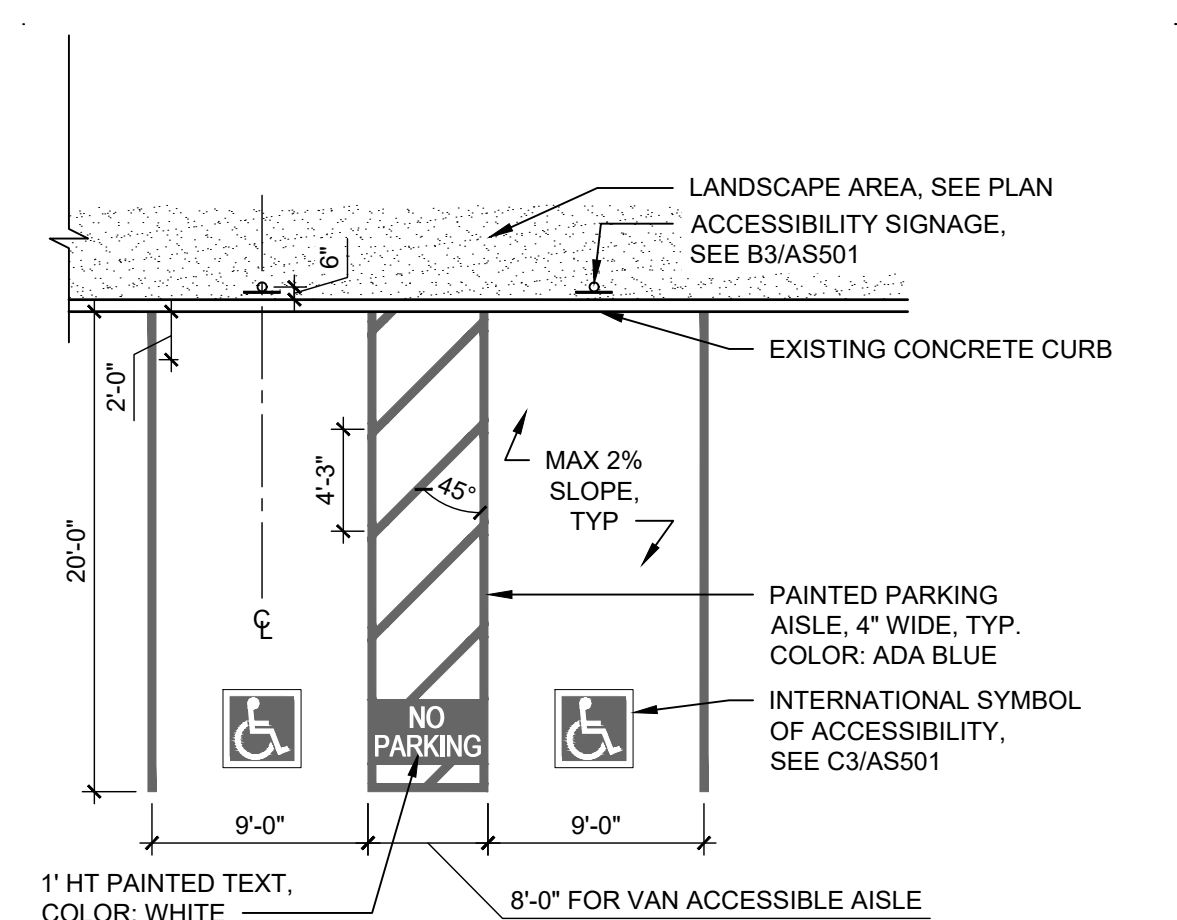 LANDSCAPE AREA, SEE PLAN
ACCESSIBILITY SIGNAGE,
SEE B3/AS501
6"
EXISTING CONCRETE CURB
2'-0"
MAX 2%
SLOPE,
TYP
4'-3"
45°
20'-0"
PAINTED PARKING
AISLE, 4" WIDE, TYP.
COLOR: ADA BLUE
℄
INTERNATIONAL SYMBOL
OF ACCESSIBILITY,
SEE C3/AS501
NO
PARKING
9'-0"
9'-0"
1' HT PAINTED TEXT,
COLOR: WHITE
8'-0" FOR VAN ACCESSIBLE AISLE